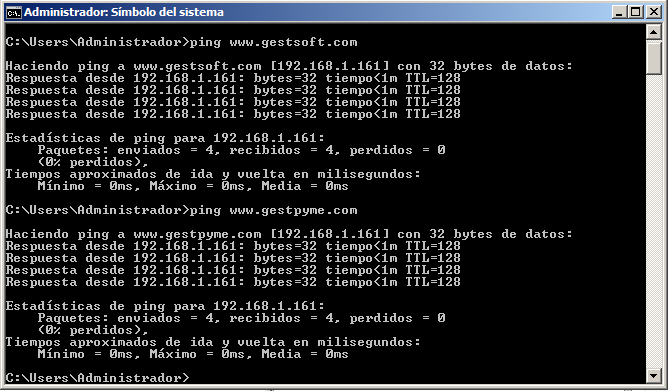 Administrador: Símbolo del sistema
C:\Users\Administrador>ping www.gestsoft.com
Haciendo ping a www.gestsoft.com [192.168.1.161] con 32 bytes de datos:
Respuesta desde 192.168.1.161: bytes=32 tiempo<1m TTL=128
Respuesta desde 192.168.1.161: bytes=32 tiempo<1m TTL=128
Respuesta desde 192.168.1.161: bytes=32 tiempo<1m TTL=128
Respuesta desde 192.168.1.161: bytes=32 tiempo<1m TTL=128
Estadísticas de ping para 192.168.1.161:
Paquetes: enviados = 4, recibidos = 4, perdidos = 0
(0% perdidos),
Tiempos aproximados de ida y vuelta en milisegundos:
Mínimo = 0ms, Máximo = 0ms, Media = 0ms
C:\Users\Administrador>ping www.gestpyme.com
Haciendo ping a www.gestpyme.com [192.168.1.161] con 32 bytes de datos:
Respuesta desde 192.168.1.161: bytes=32 tiempo<1m TTL=128
Respuesta desde 192.168.1.161: bytes=32 tiempo<1m TTL=128
Respuesta desde 192.168.1.161: bytes=32 tiempo<1m TTL=128
Respuesta desde 192.168.1.161: bytes=32 tiempo<1m TTL=128
Estadísticas de ping para 192.168.1.161:
Paquetes: enviados = 4, recibidos = 4, perdidos = 0
(0% perdidos),
Tiempos aproximados de ida y vuelta en milisegundos:
Mínimo = 0ms, Máximo = 0ms, Media = 0ms
C:\Users\Administrador>